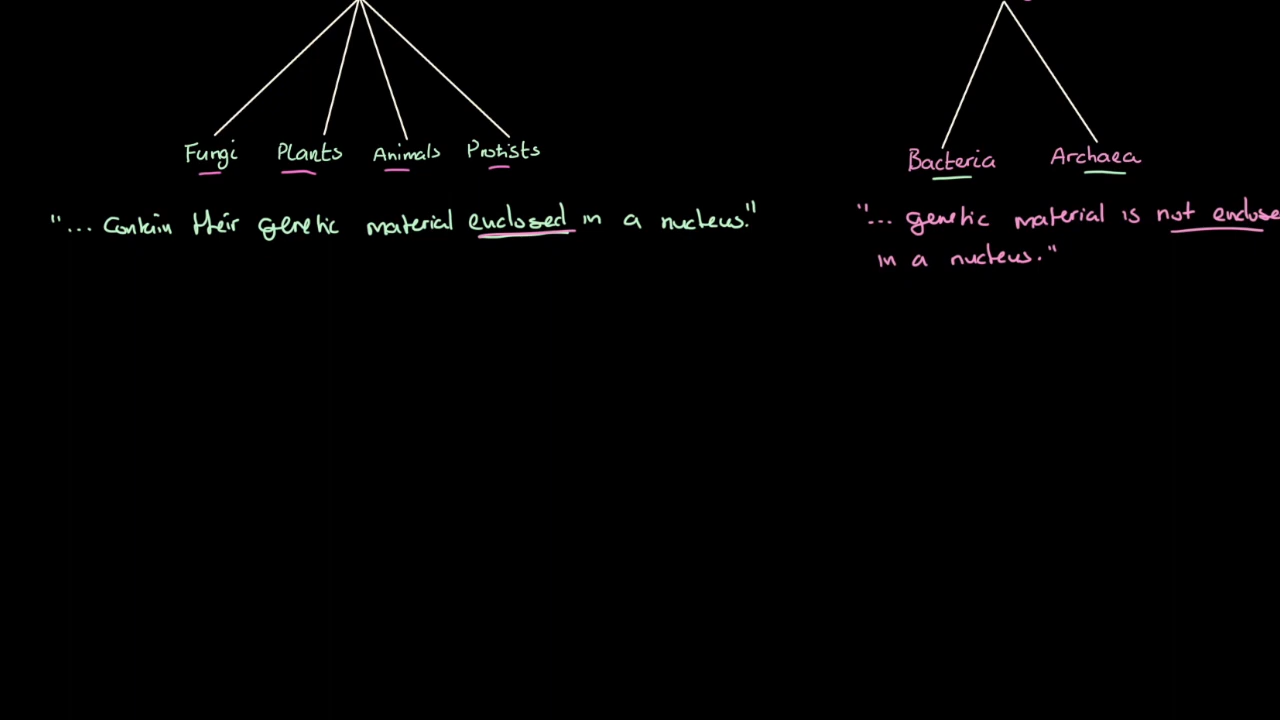 Fungi Plants Animals Protists
Bacteria Archaea
"... Contain their genetic material enclosed in a nucleus."
"... genetic material is not enclose
in a nucleus."